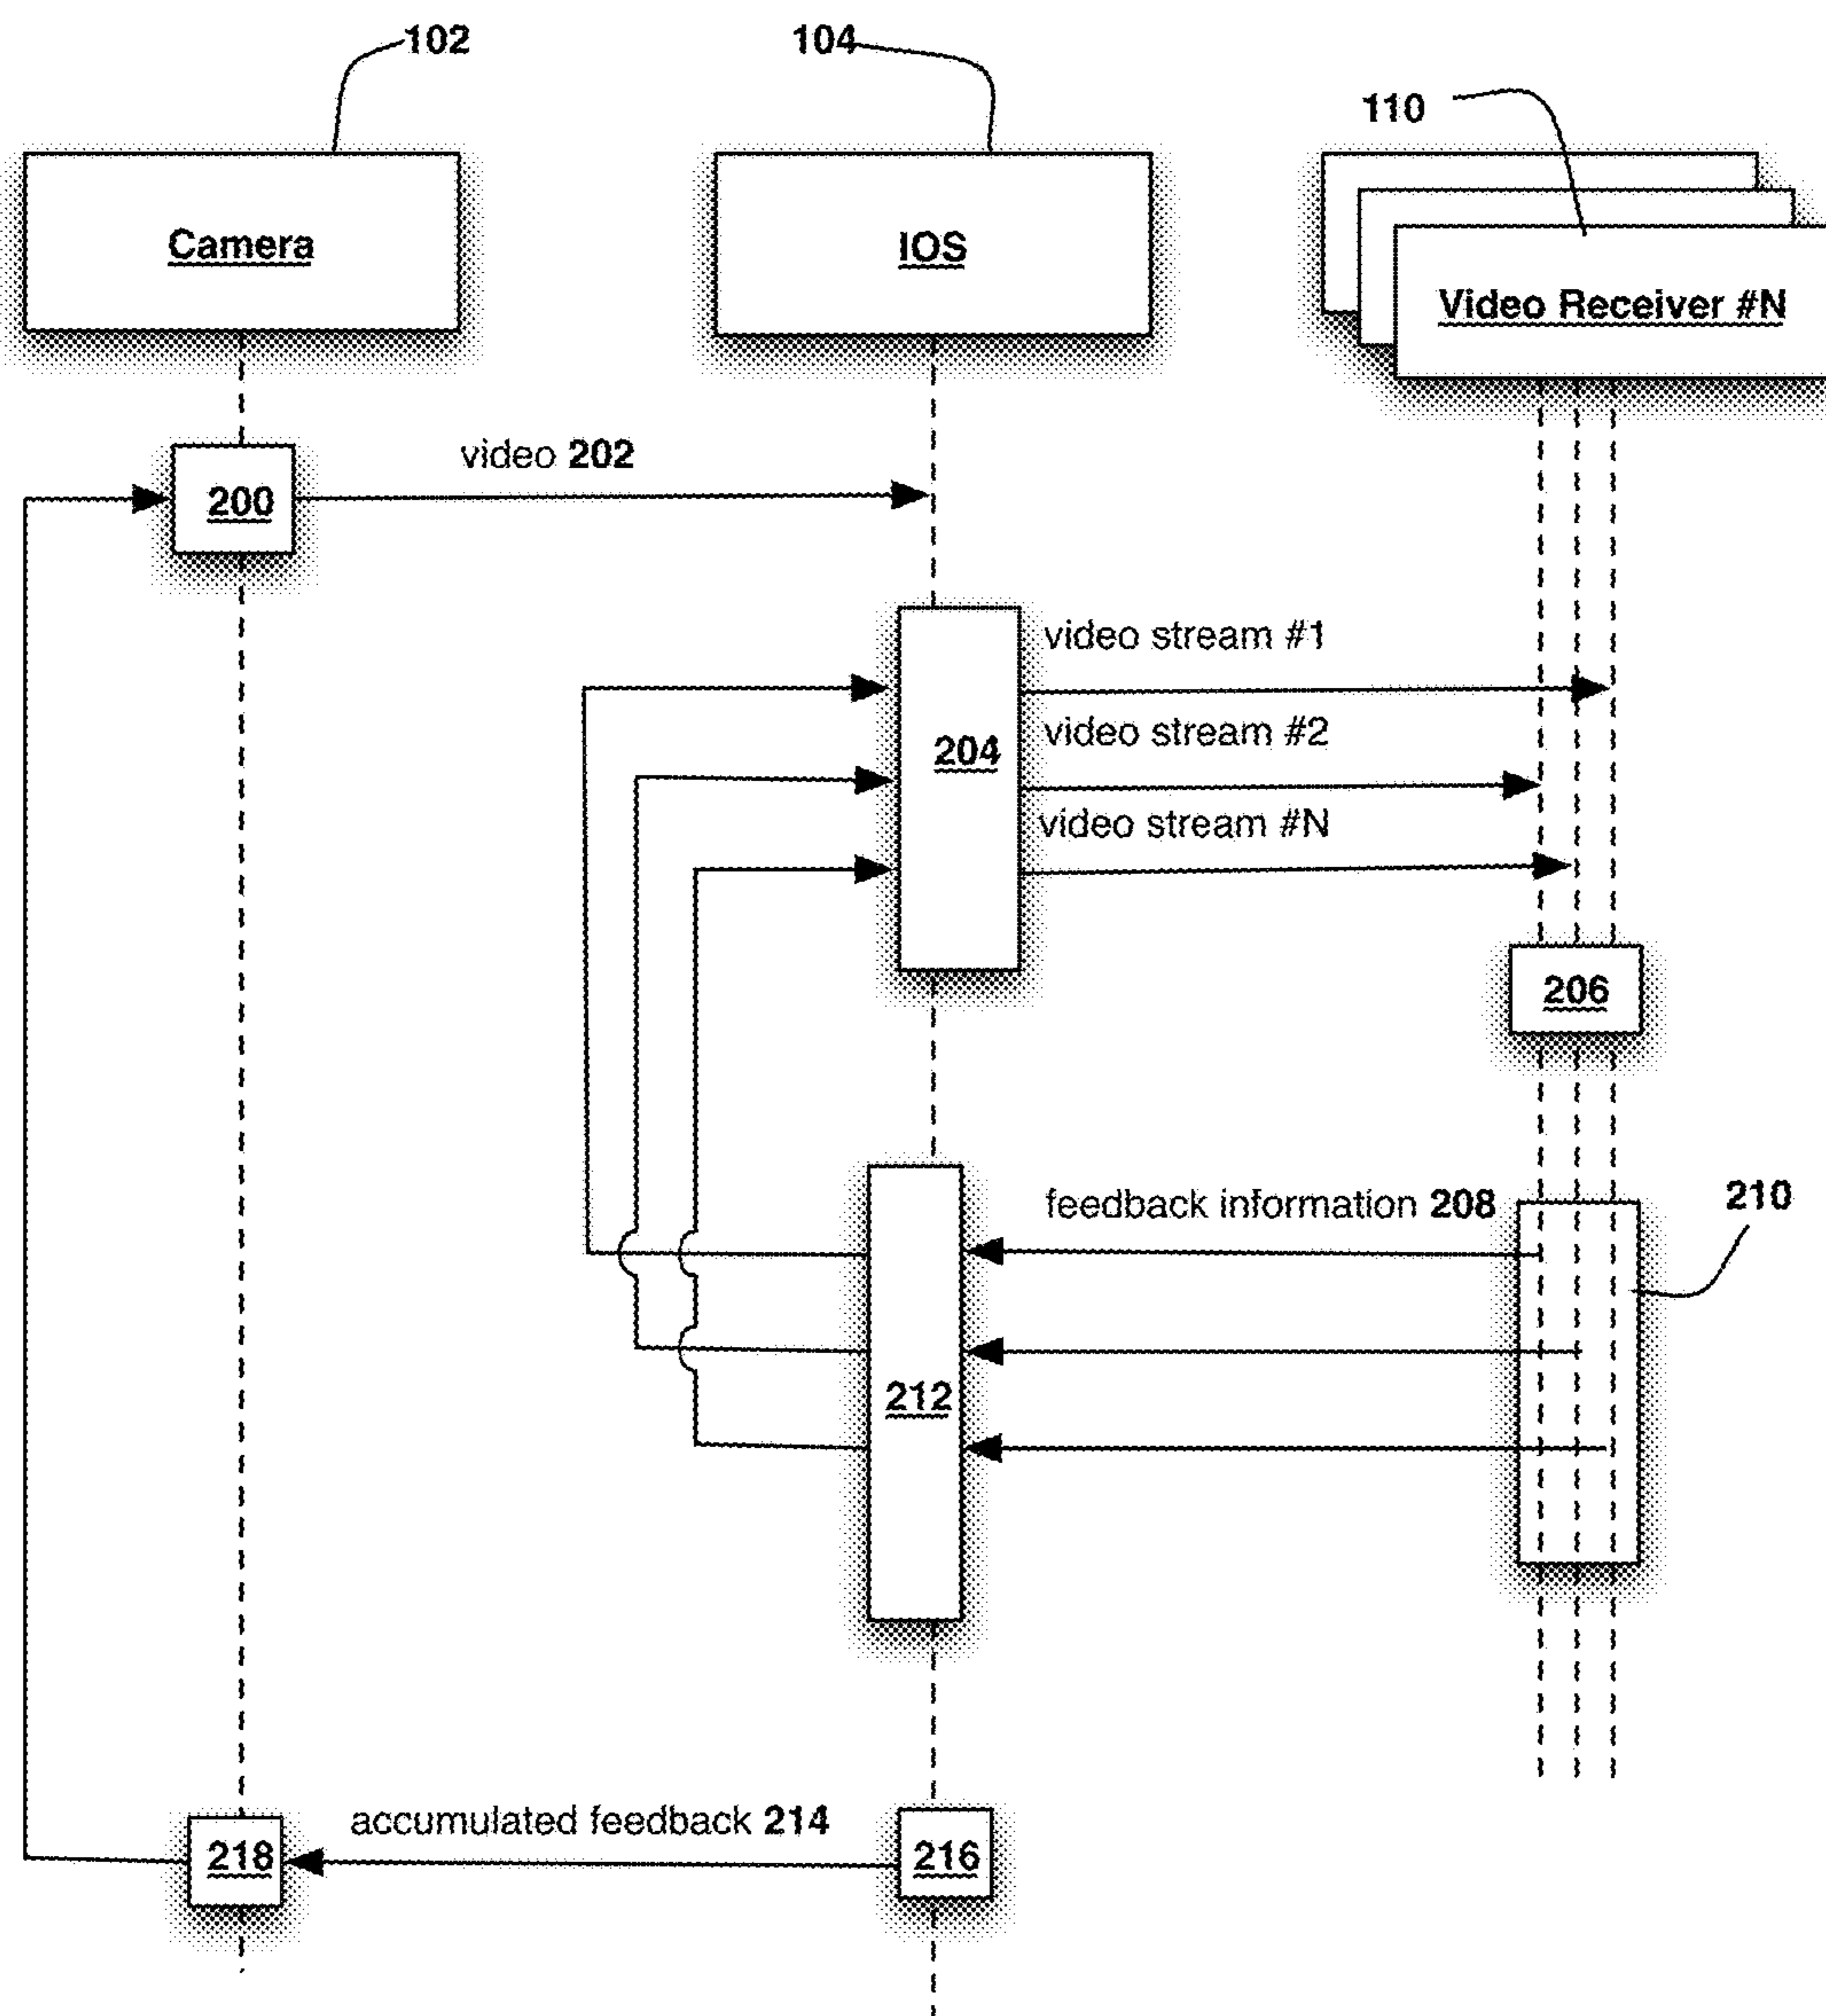 102
104
110
Camera
IOS
Video Receiver #N
video 202
200
video stream #1
video stream #2
204
video stream #N
206
feedback information 208
210
212
accumulated feedback 214
218
216